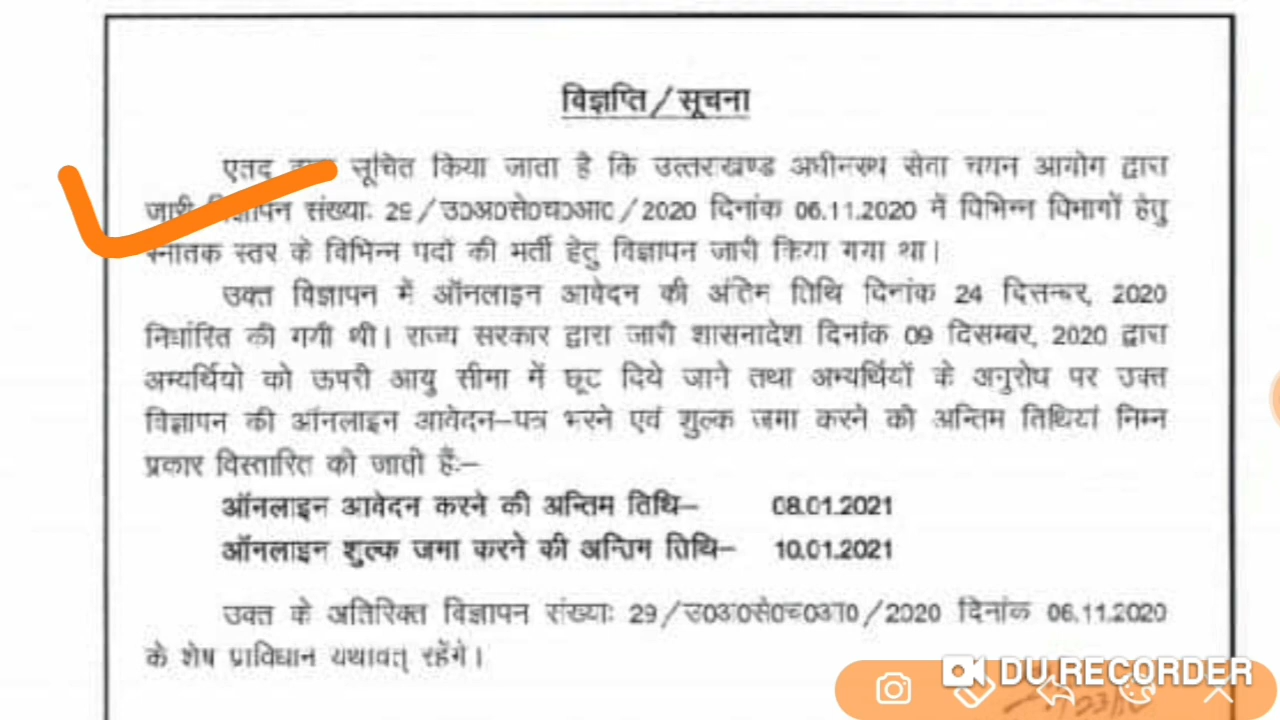 विज्ञप्ति/सूचना
एतद सूचित किया जाता है कि उत्तराखण्ड अधीनस्थ सेवा चयन आयोग द्वारा
जारी विज्ञापन संख्याः 29/उ0अ0से0च0आ0/2020 दिनांक 06.11.2020 में विभिन्न विभागों हेतु
स्नातक स्तर के विभिन्न पदों की भर्ती हेतु विज्ञापन जारी किया गया था।
उक्त विज्ञापन में ऑनलाइन आवेदन की अंतिम तिथि दिनांक 24 दिसम्बर, 2020
निर्धारित की गयी थी। राज्य सरकार द्वारा जारी शासनादेश दिनांक 09 दिसम्बर, 2020 द्वारा
अभ्यर्थियो को ऊपरी आयु सीमा में छूट दिये जाने तथा अभ्यर्थियों के अनुरोध पर उक्त
विज्ञापन की ऑनलाइन आवेदन–पत्र भरने एवं शुल्क जमा करने की अन्तिम तिथियां निम्न
प्रकार विस्तारित की जाती हैं:–
ऑनलाइन आवेदन करने की अन्तिम तिथि– 08.01.2021
ऑनलाइन शुल्क जमा करने की अन्तिम तिथि– 10.01.2021
उक्त के अतिरिक्त विज्ञापन संख्याः 29/उ0अ0से0च0आ0/2020 दिनांक 06.11.2020
के शेष प्राविधान यथावत् रहेंगे।
DU RECORDER